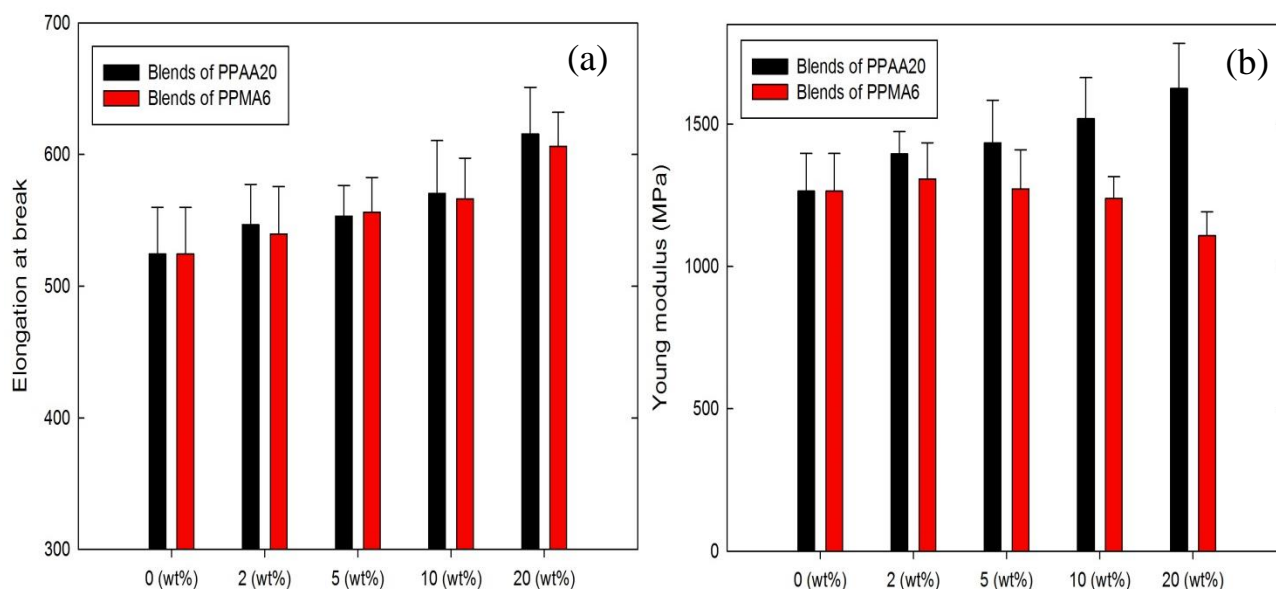 (a)
Blends of PPAA20
Blends of PPMA6
Elongation at break
700
600
500
400
300
0 (wt%) 2 (wt%) 5 (wt%) 10 (wt%) 20 (wt%)
(b)
Blends of PPAA20
Blends of PPMA6
Young modulus (MPa)
1500
1000
500
0
0 (wt%) 2 (wt%) 5 (wt%) 10 (wt%) 20 (wt%)